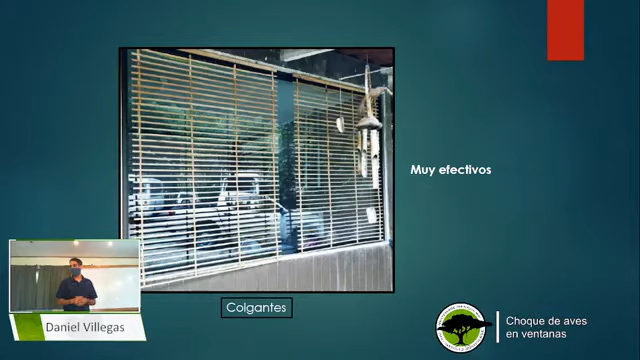 Muy efectivos
Colgantes
Daniel Villegas
Choque de aves
en ventanas